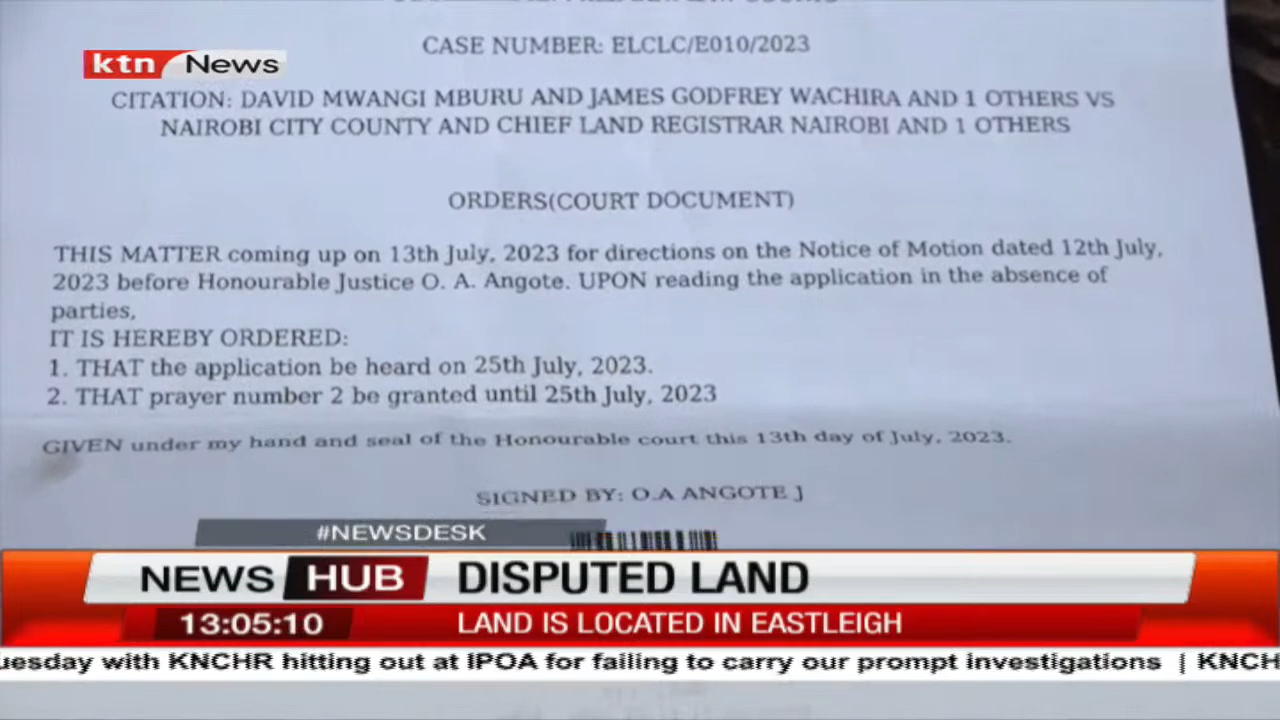 ktn News
CASE NUMBER: ELCLC/E010/2023
CITATION: DAVID MWANGI MBURU AND JAMES GODFREY WACHIRA AND 1 OTHERS VS
NAIROBI CITY COUNTY AND CHIEF LAND REGISTRAR NAIROBI AND 1 OTHERS
ORDERS(COURT DOCUMENT)
THIS MATTER coming up on 13th July, 2023 for directions on the Notice of Motion dated 12th July,
2023 before Honourable Justice O. A. Angote. UPON reading the application in the absence of
parties,
IT IS HEREBY ORDERED:
1. THAT the application be heard on 25th July, 2023.
2. THAT prayer number 2 be granted until 25th July, 2023
GIVEN under my hand and seal of the Honourable court this 13th day of July, 2023.
SIGNED BY: O.A ANGOTE J
#NEWSDESK
NEWS HUB DISPUTED LAND
13:05:10 LAND IS LOCATED IN EASTLEIGH
uesday with KNCHR hitting out at IPOA for failing to carry our prompt investigations | KNCH